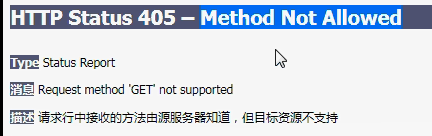 HTTP Status 405 – Method Not Allowed
Type Status Report
消息 Request method 'GET' not supported
描述 请求行中接收的方法由源服务器知道，但目标资源不支持